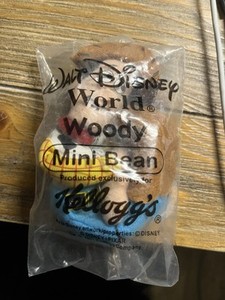 Walt Disney
World®
Woody
Mini Bean
Produced exclusively for
Kellogg's®
© DISNEY